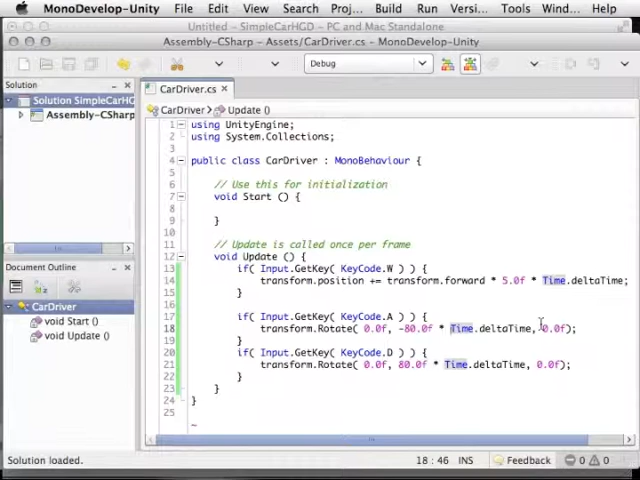 MonoDevelop-Unity File Edit View Search Proj... Build Run Versi... Tools Wind... Help
Untitled - SimpleCarHGD - PC and Mac Standalone
Assembly-CSharp - Assets/CarDriver.cs - MonoDevelop-Unity
Debug
Solution
CarDriver.cs
Solution SimpleCarHG
Assembly-CSharp
CarDriver
Update ()
1 using UnityEngine;
2 using System.Collections;
3
4 public class CarDriver : MonoBehaviour {
5
6 // Use this for initialization
7 void Start () {
8
9 }
10
11 // Update is called once per frame
12 void Update () {
13 if( Input.GetKey( KeyCode.W ) ) {
14 transform.position += transform.forward * 5.0f * Time.deltaTime;
15 }
16
17 if( Input.GetKey( KeyCode.A ) ) {
18 transform.Rotate( 0.0f, -80.0f * Time.deltaTime, 0.0f);
19 }
20 if( Input.GetKey( KeyCode.D ) ) {
21 transform.Rotate( 0.0f, 80.0f * Time.deltaTime, 0.0f);
22 }
23 }
24 }
25
~
Document Outline
CarDriver
void Start ()
void Update ()
Solution loaded.
18 : 46 INS
Feedback
0 0